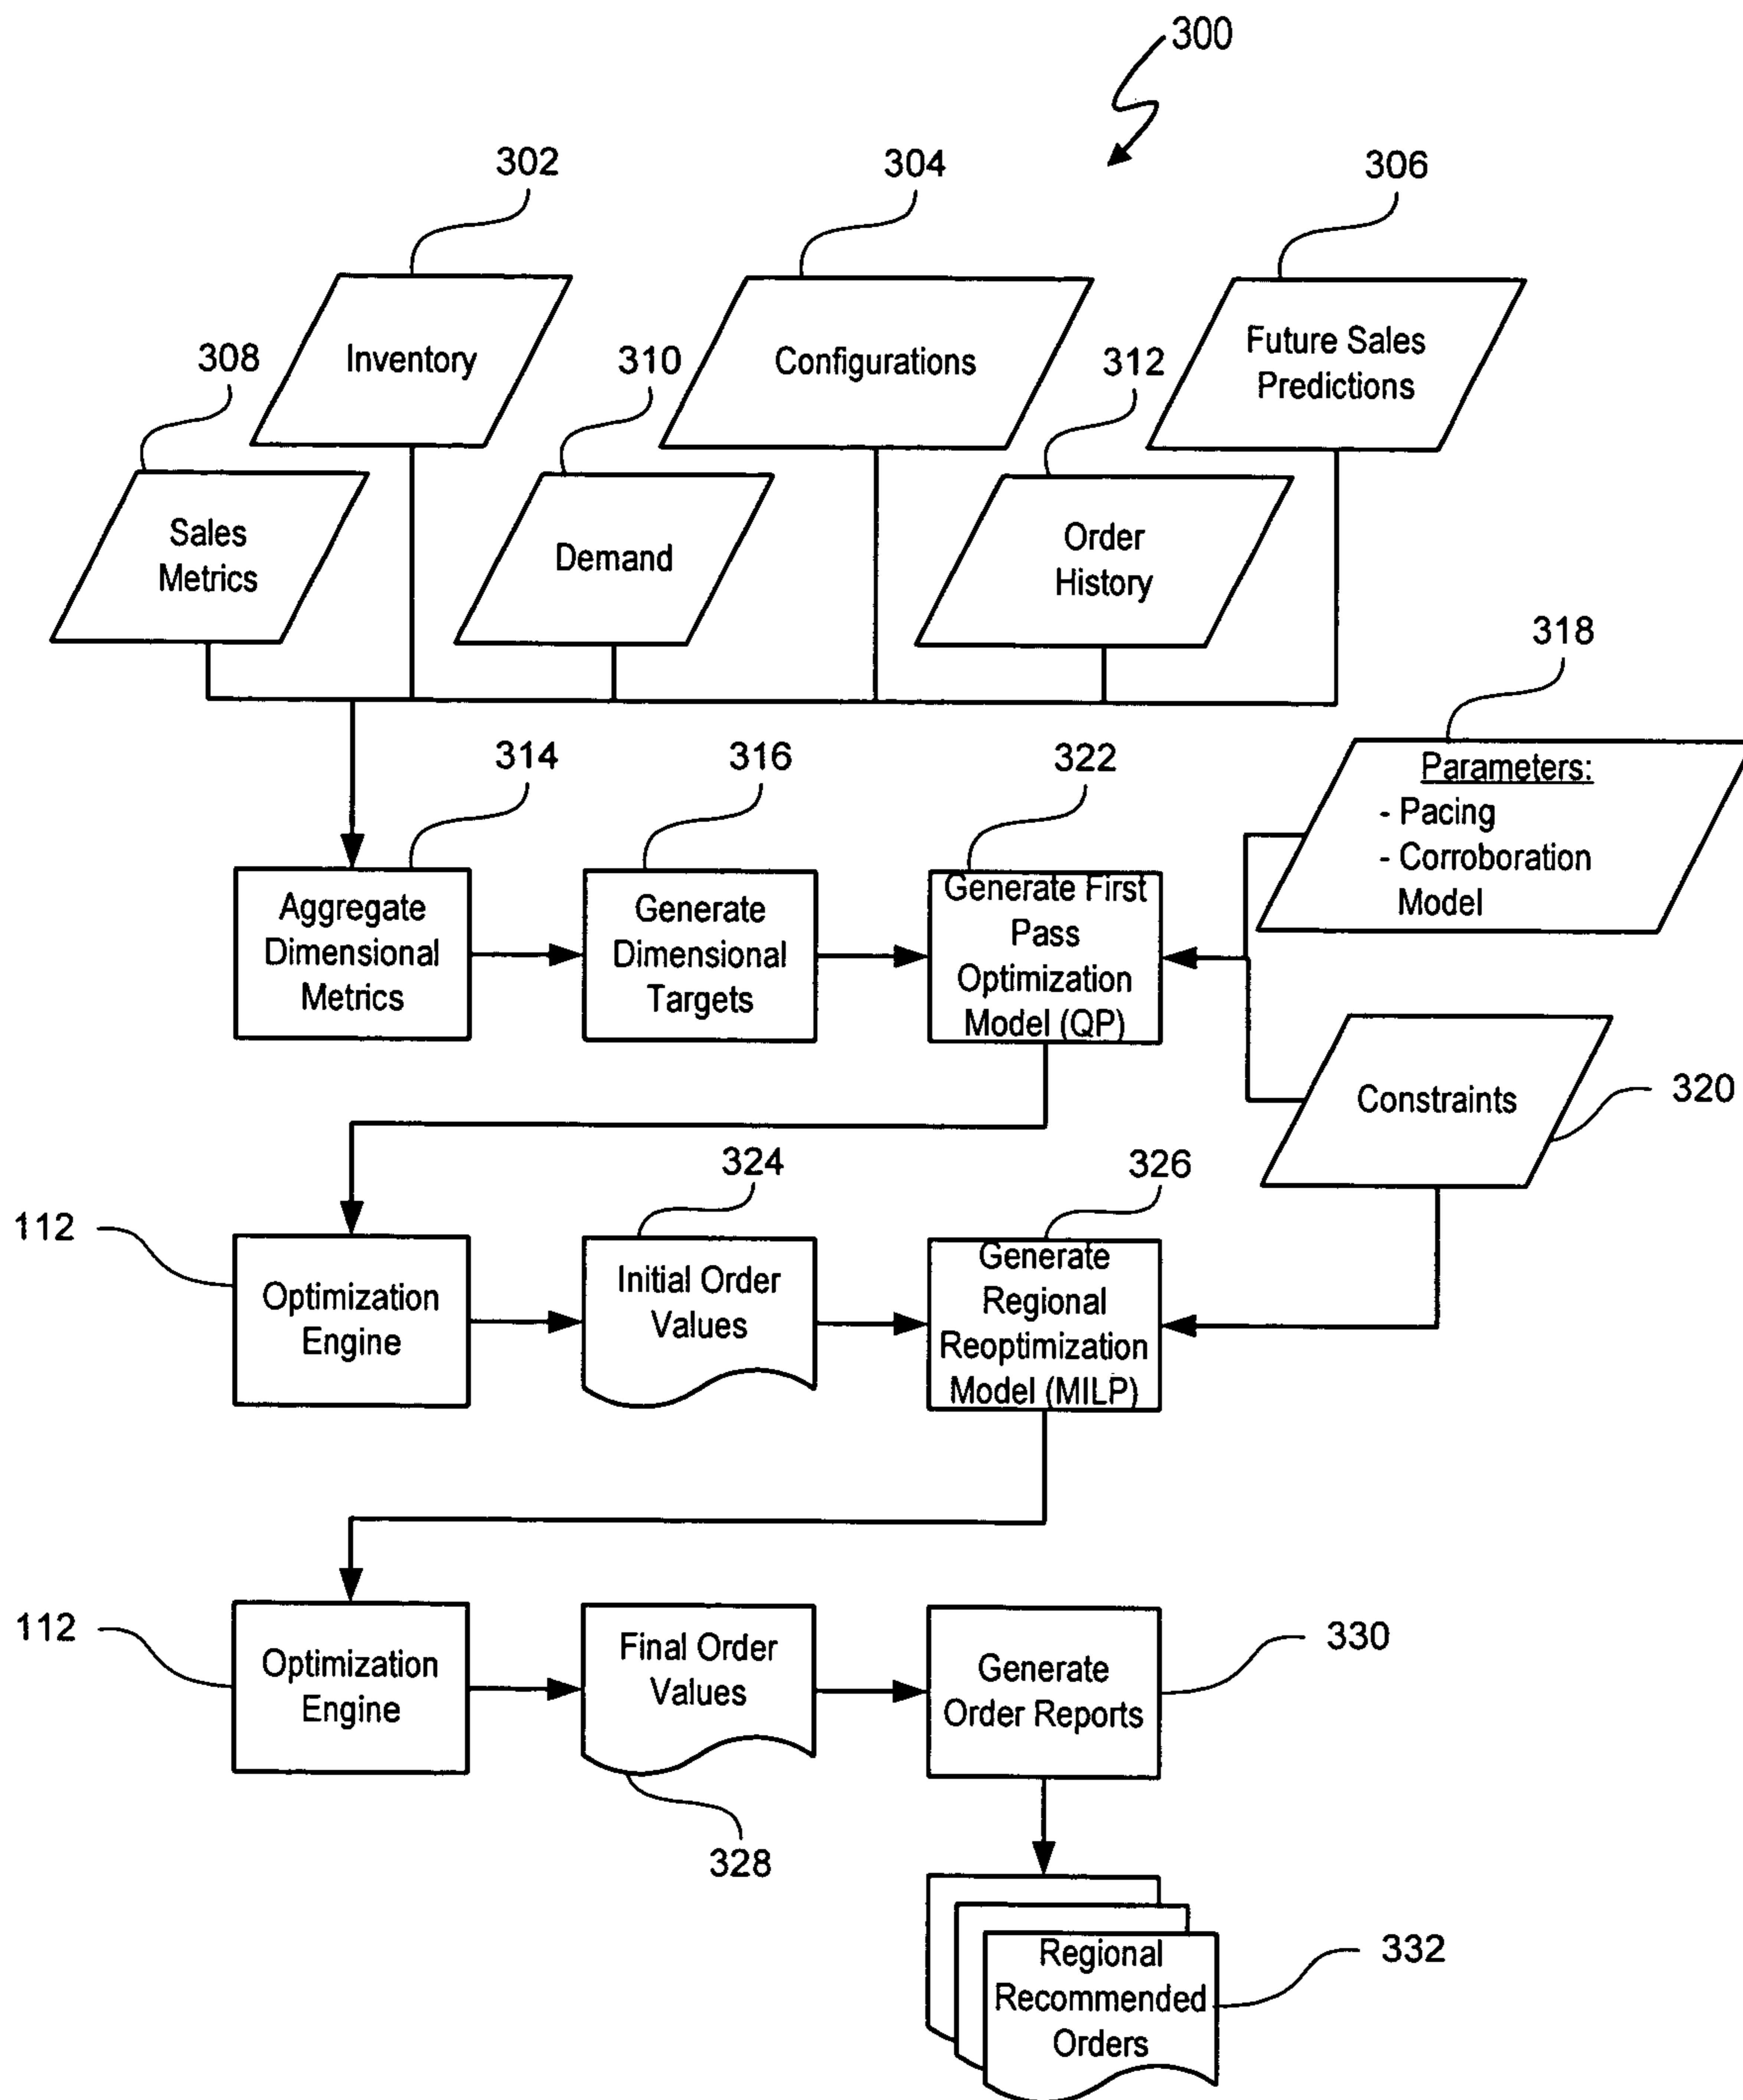 300
302
304
306
Inventory
Configurations
Future Sales
Predictions
308
310
312
Sales
Metrics
Demand
Order
History
318
Parameters:
- Pacing
- Corroboration
Model
314
316
322
Aggregate
Dimensional
Metrics
Generate
Dimensional
Targets
Generate First
Pass
Optimization
Model (QP)
Constraints
320
324
326
112
Optimization
Engine
Initial Order
Values
Generate
Regional
Reoptimization
Model (MILP)
112
Optimization
Engine
Final Order
Values
328
Generate
Order Reports
330
Regional
Recommended
Orders
332